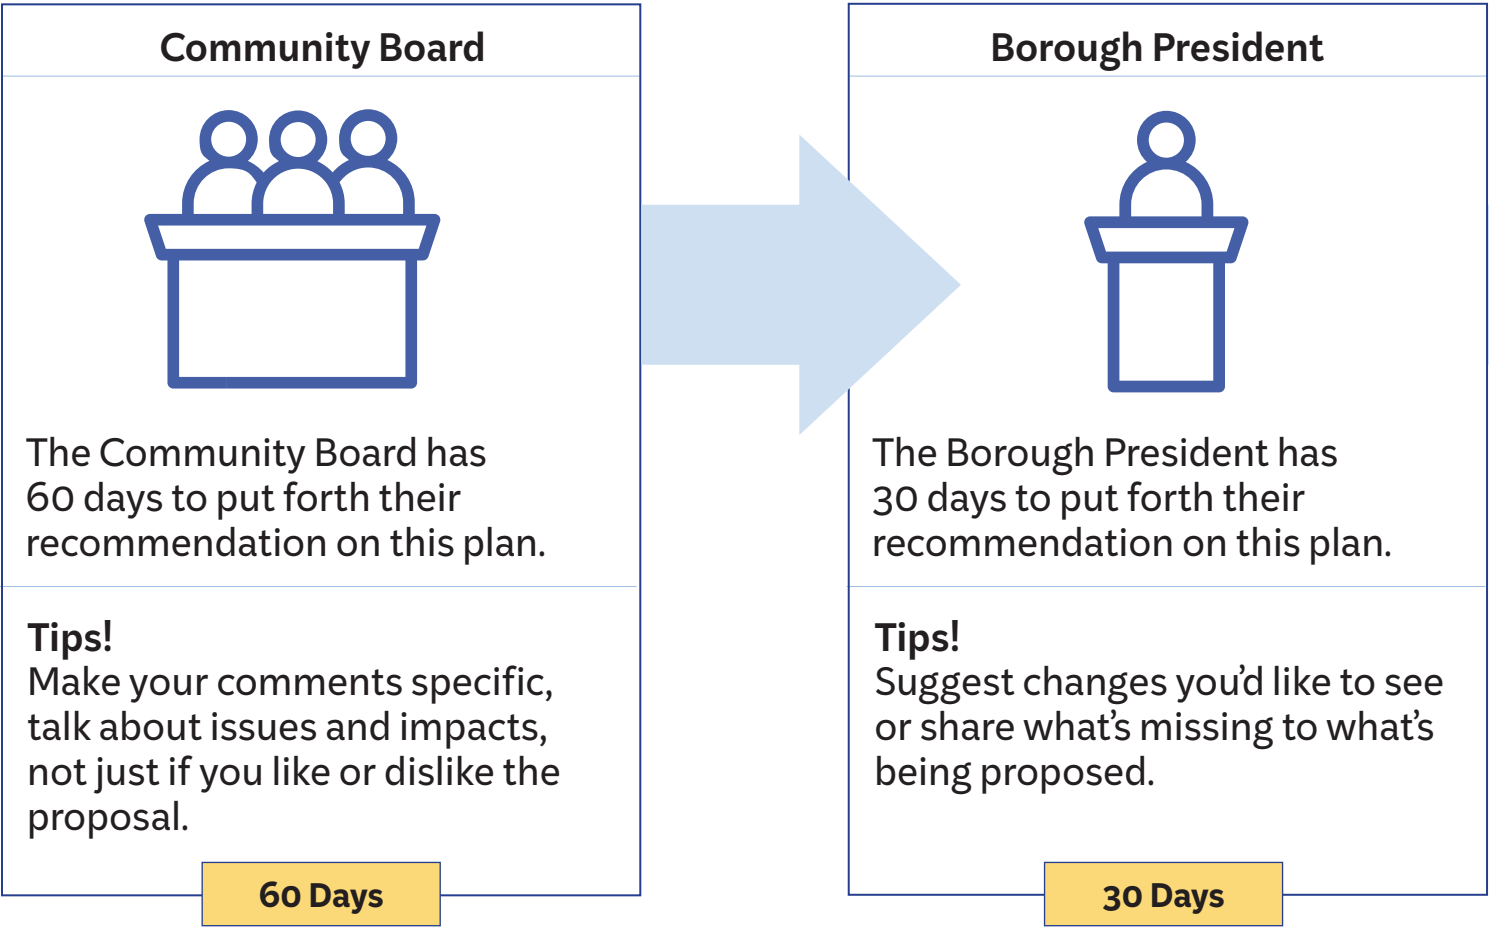 Community Board
The Community Board has
60 days to put forth their
recommendation on this plan.
Tips!
Make your comments specific,
talk about issues and impacts,
not just if you like or dislike the
proposal.
60 Days
Borough President
The Borough President has
30 days to put forth their
recommendation on this plan.
Tips!
Suggest changes you’d like to see
or share what’s missing to what’s
being proposed.
30 Days